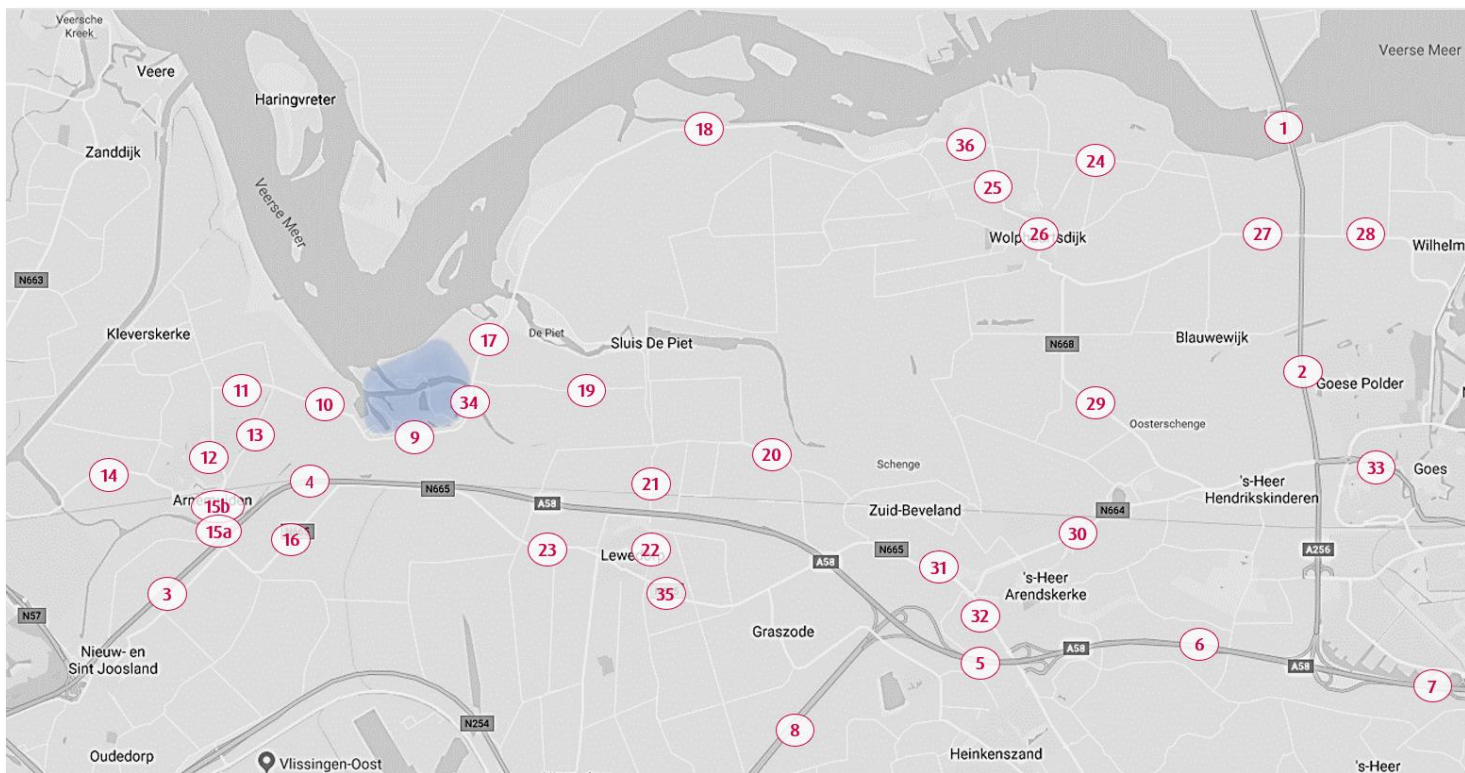 Veersche
Kreek
Veere
Haringvreter
Veerse Meer
1
18
36
24
Zanddijk
25
Veerse Meer
26
27
28
Wilhelm
N663
Kleverskerke
17
De Piet
Sluis De Piet
N668
Blauwewijk
2
Goese Polder
11
10
34
19
29
Oosterschenge
13
9
12
20
Schenge
14
4
21
's-Heer
Hendrikskinderen
33
Goes
N665
A58
15b
Zuid-Beveland
N664
15a
16
30
23
22
N665
A256
A58
31
's-Heer
Arendskerke
3
35
32
N57
Graszode
6
Nieuw- en
Sint Joosland
A58
5
A58
7
N254
8
Oudedorp
Vlissingen-Oost
Heinkenszand
's-Heer